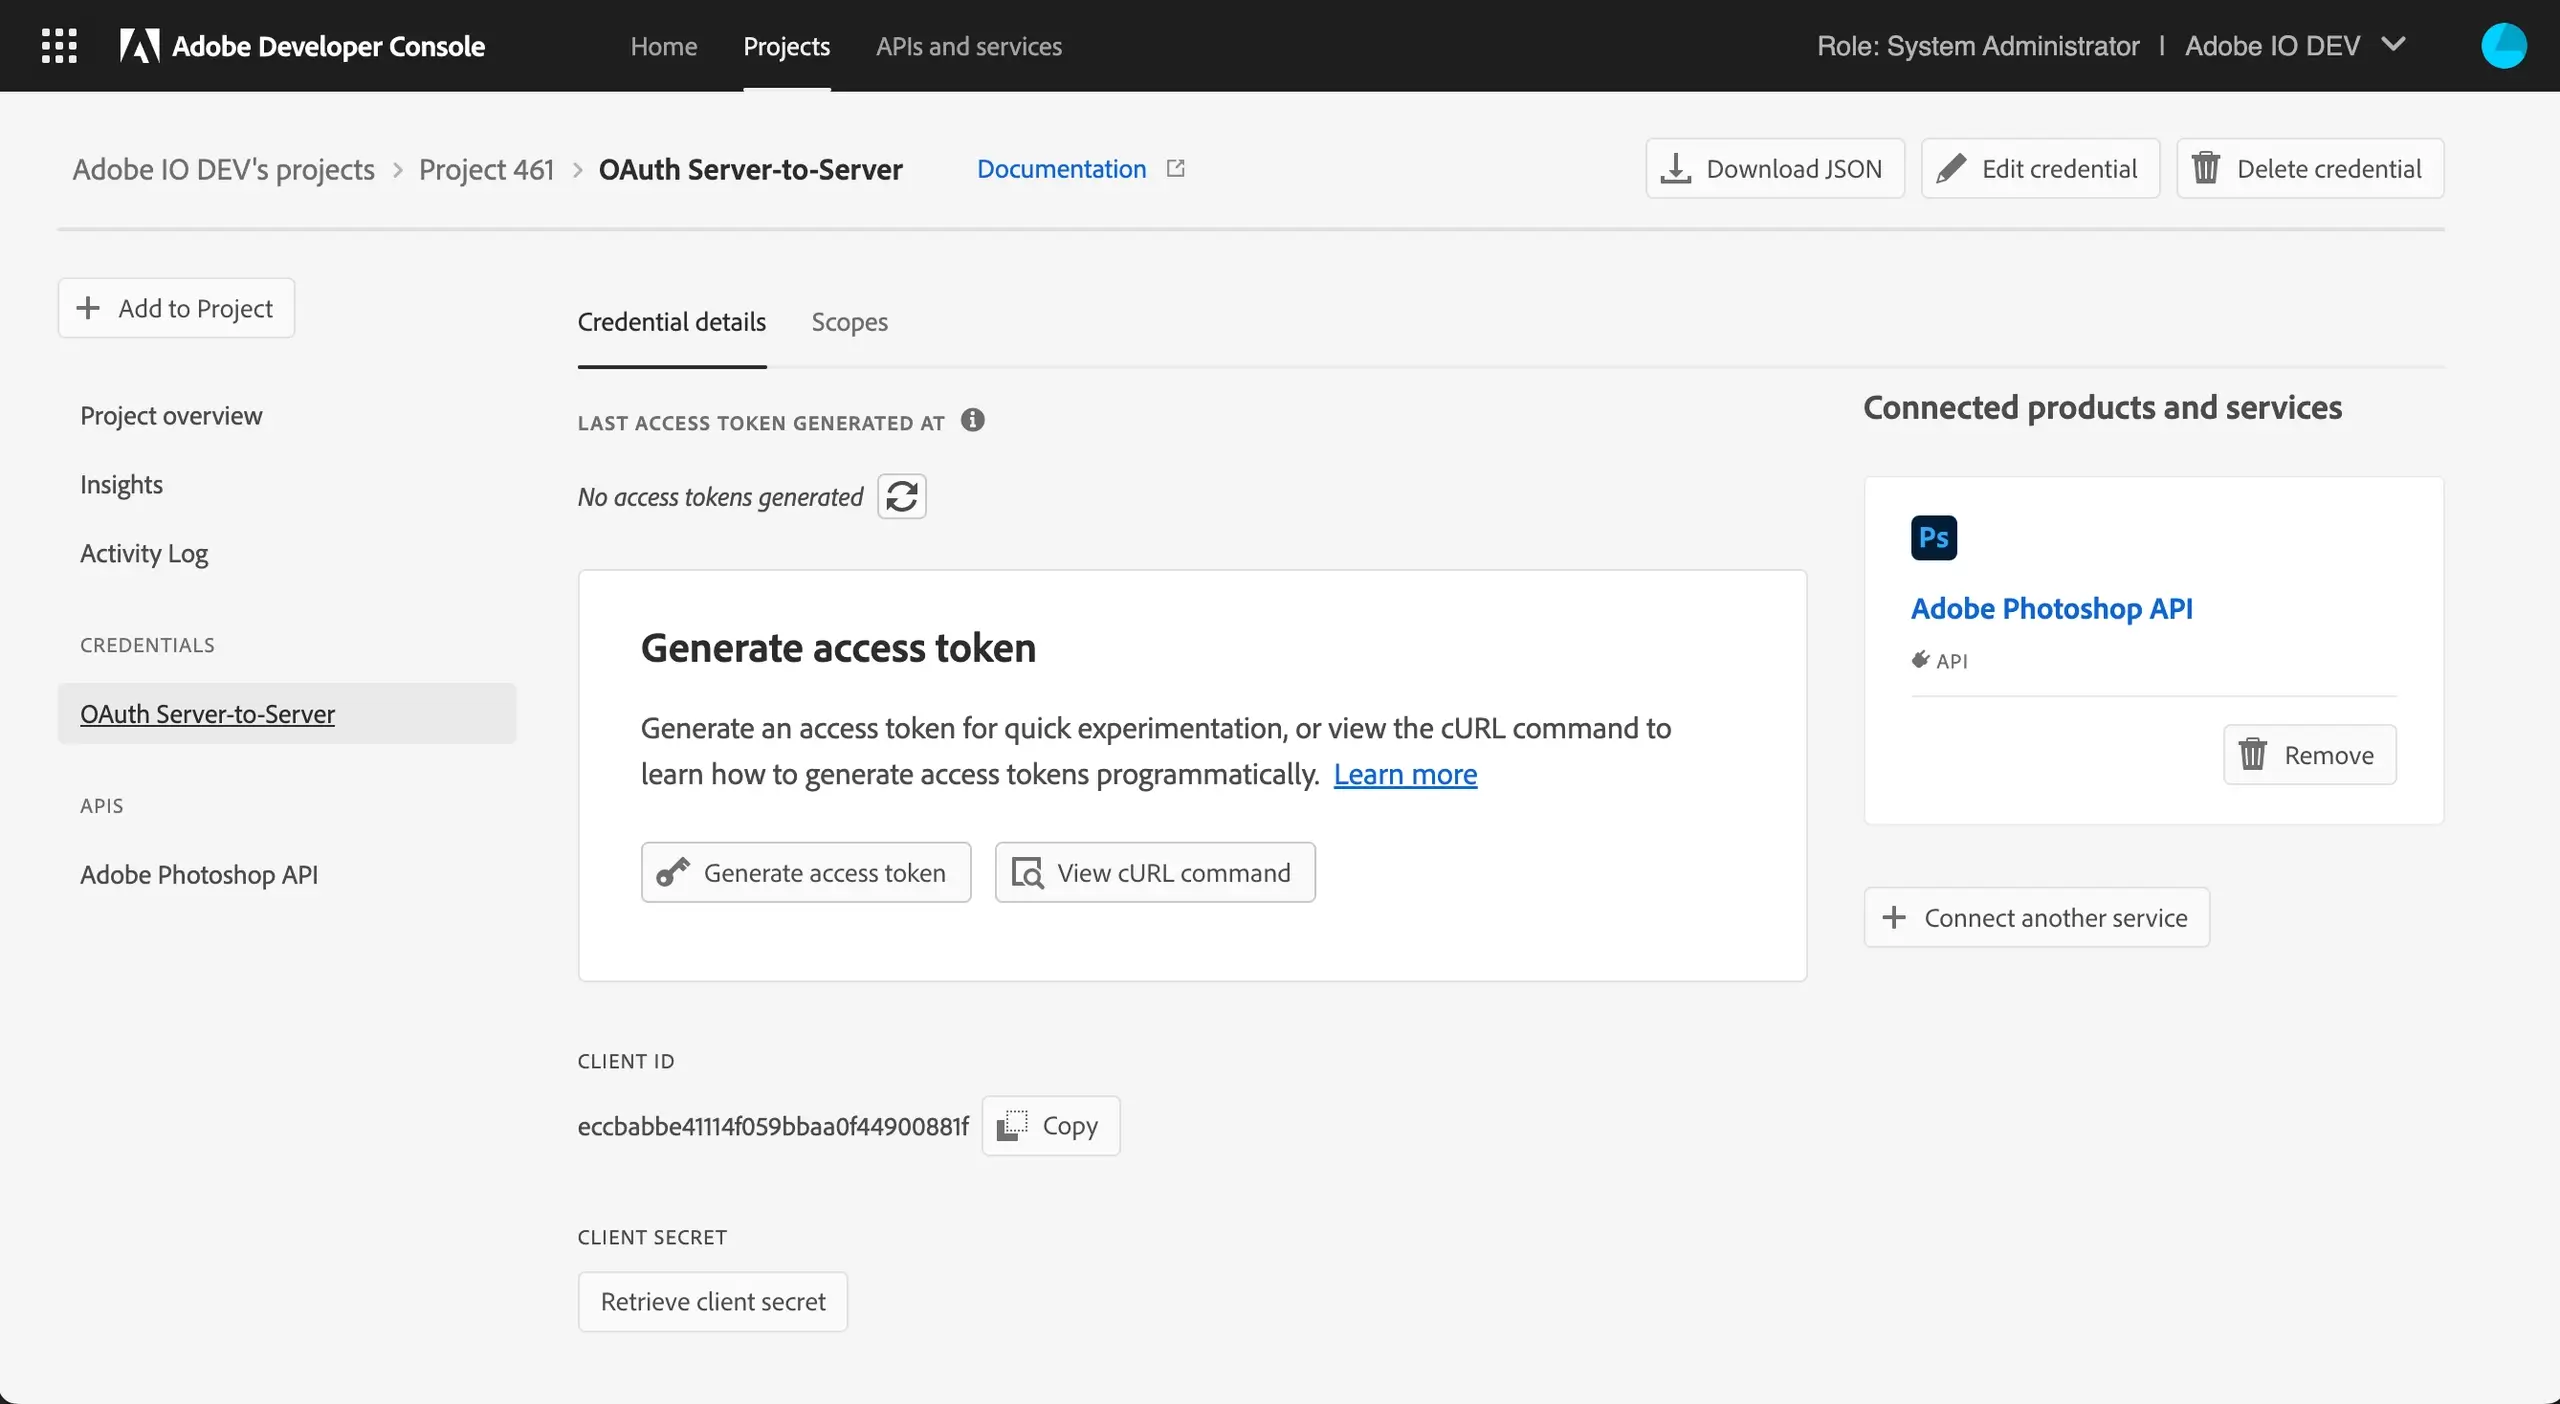 Adobe Developer Console
Home
Projects
APIs and services
Role: System Administrator | Adobe IO DEV
Adobe IO DEV's projects > Project 461 > OAuth Server-to-Server
Documentation
Download JSON
Edit credential
Delete credential
Add to Project
Project overview
Insights
Activity Log
CREDENTIALS
OAuth Server-to-Server
APIS
Adobe Photoshop API
Credential details
Scopes
LAST ACCESS TOKEN GENERATED AT
No access tokens generated
Generate access token
Generate an access token for quick experimentation, or view the cURL command to
learn how to generate access tokens programmatically. Learn more
Generate access token
View cURL command
CLIENT ID
eccbabbe41114f059bbaa0f44900881f
Copy
CLIENT SECRET
Retrieve client secret
Connected products and services
Ps
Adobe Photoshop API
API
Remove
Connect another service